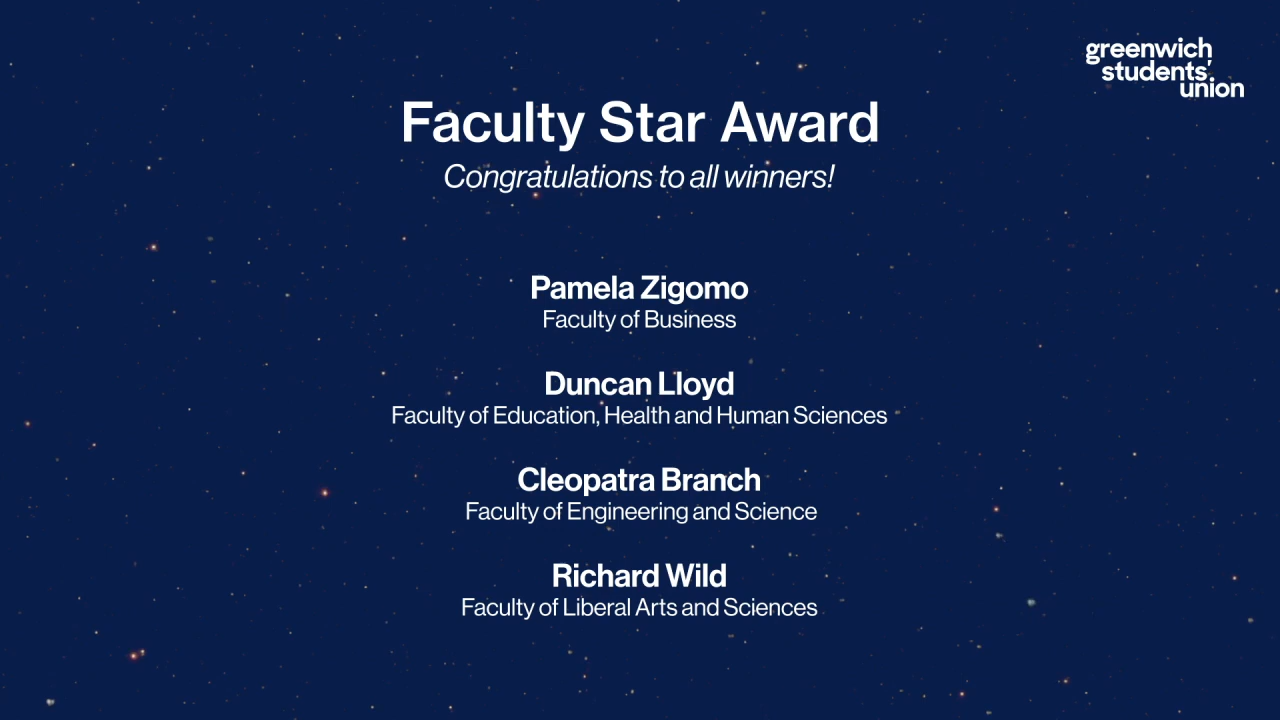 greenwich
students'
union
Faculty Star Award
Congratulations to all winners!
Pamela Zigomo
Faculty of Business
Duncan Lloyd
Faculty of Education, Health and Human Sciences
Cleopatra Branch
Faculty of Engineering and Science
Richard Wild
Faculty of Liberal Arts and Sciences